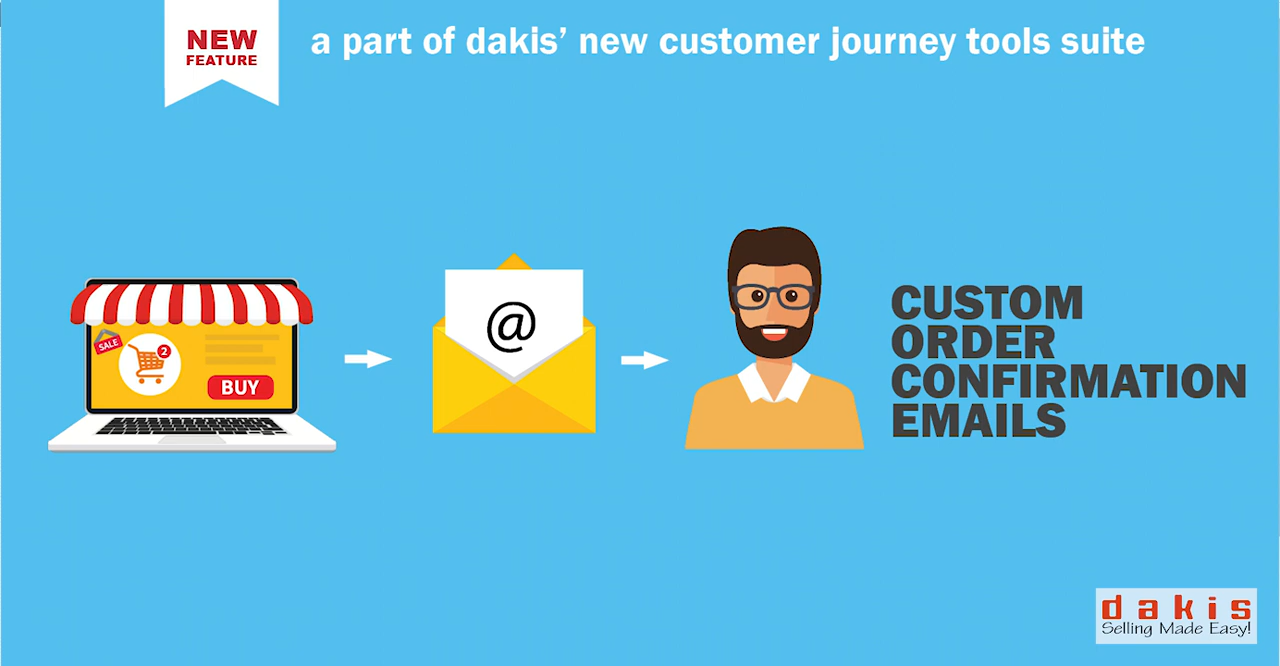 NEW
FEATURE
a part of dakis’ new customer journey tools suite
SALE
2
BUY
@
CUSTOM
ORDER
CONFIRMATION
EMAILS
dakis
Selling Made Easy!